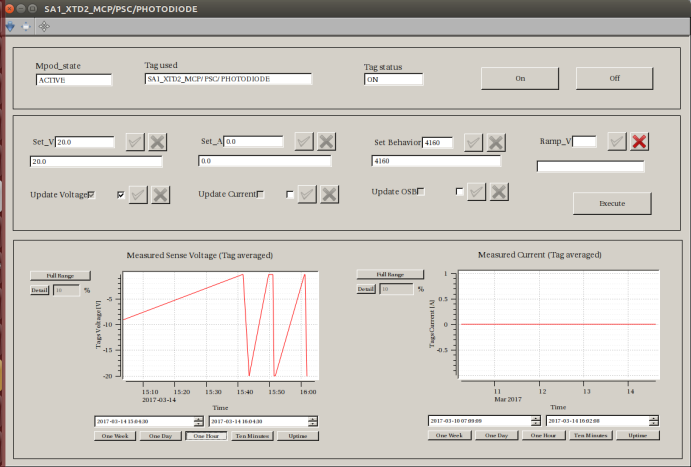 SA1_XTD2_MCP/PSC/PHOTODIODE
Mpod_state
Tag used
Tag status
ACTIVE
SA1_XTD2_MCP/PSC/PHOTODIODE
ON
On
Off
Set_V 20.0
Set_A 0.0
Set Behavior 4160
Ramp_V
20.0
0.0
4160
Update Voltage
Update Current
Update OSB
Execute
Measured Sense Voltage (Tag averaged)
Measured Current (Tag averaged)
Full Range
Detail 10 %
Tags Voltage [V]
-5
-10
-15
-20
15:10 15:20 15:30 15:40 15:50 16:00
2017-03-14
Time
2017-03-14 15:04:30
2017-03-14 16:04:30
One Week One Day One Hour Ten Minutes Uptime
Full Range
Detail 10 %
Tags Current [A]
1
0.5
0
-0.5
11 12 13 14
Mar 2017
Time
2017-03-10 07:09:09
2017-03-14 16:02:08
One Week One Day One Hour Ten Minutes Uptime